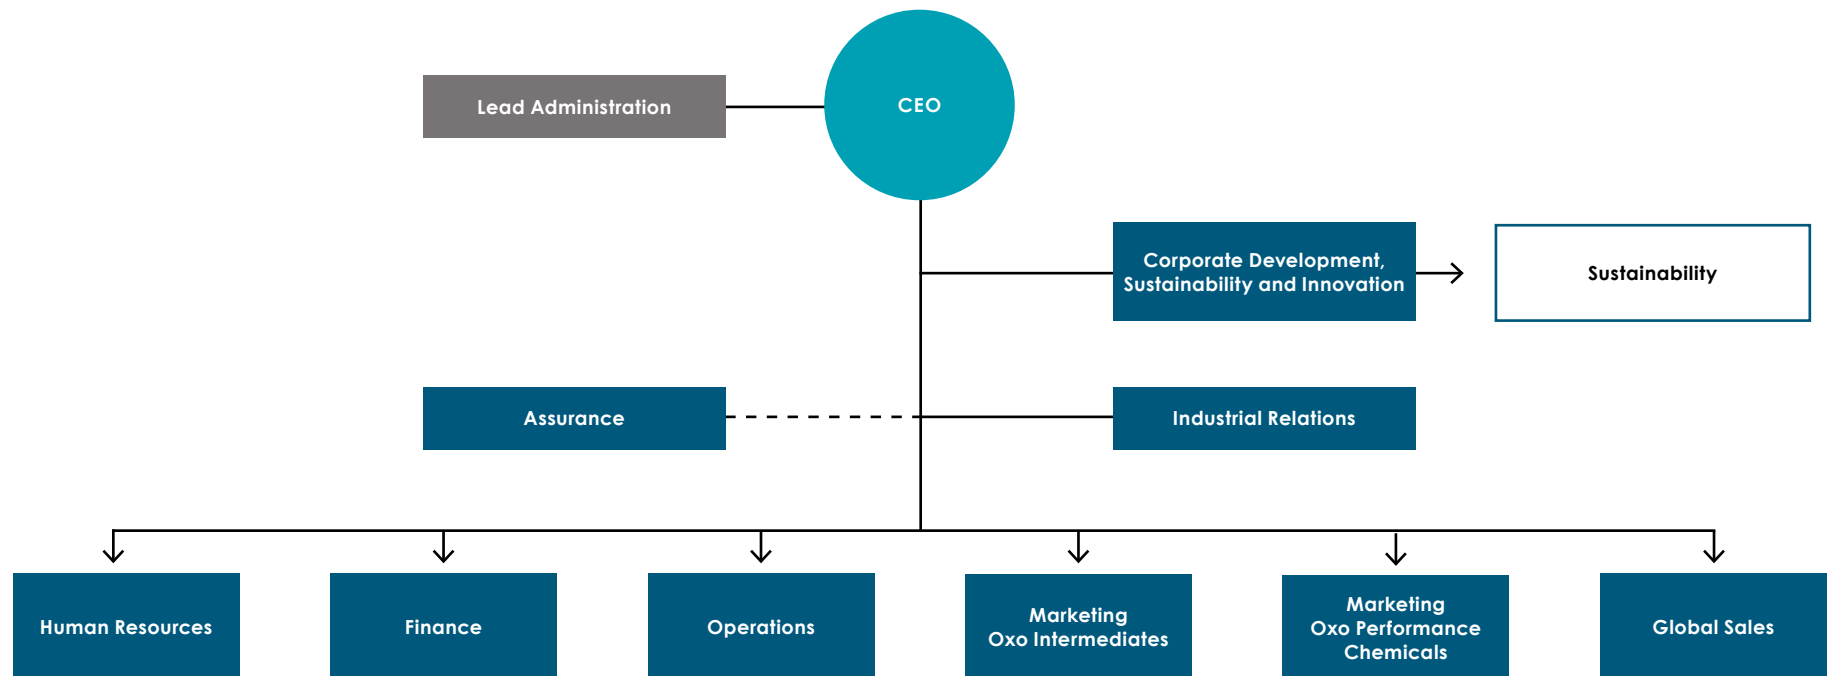 Lead Administration
CEO
Corporate Development,
Sustainability and Innovation
Sustainability
Assurance
Industrial Relations
Human Resources
Finance
Operations
Marketing
Oxo Intermediates
Marketing
Oxo Performance
Chemicals
Global Sales